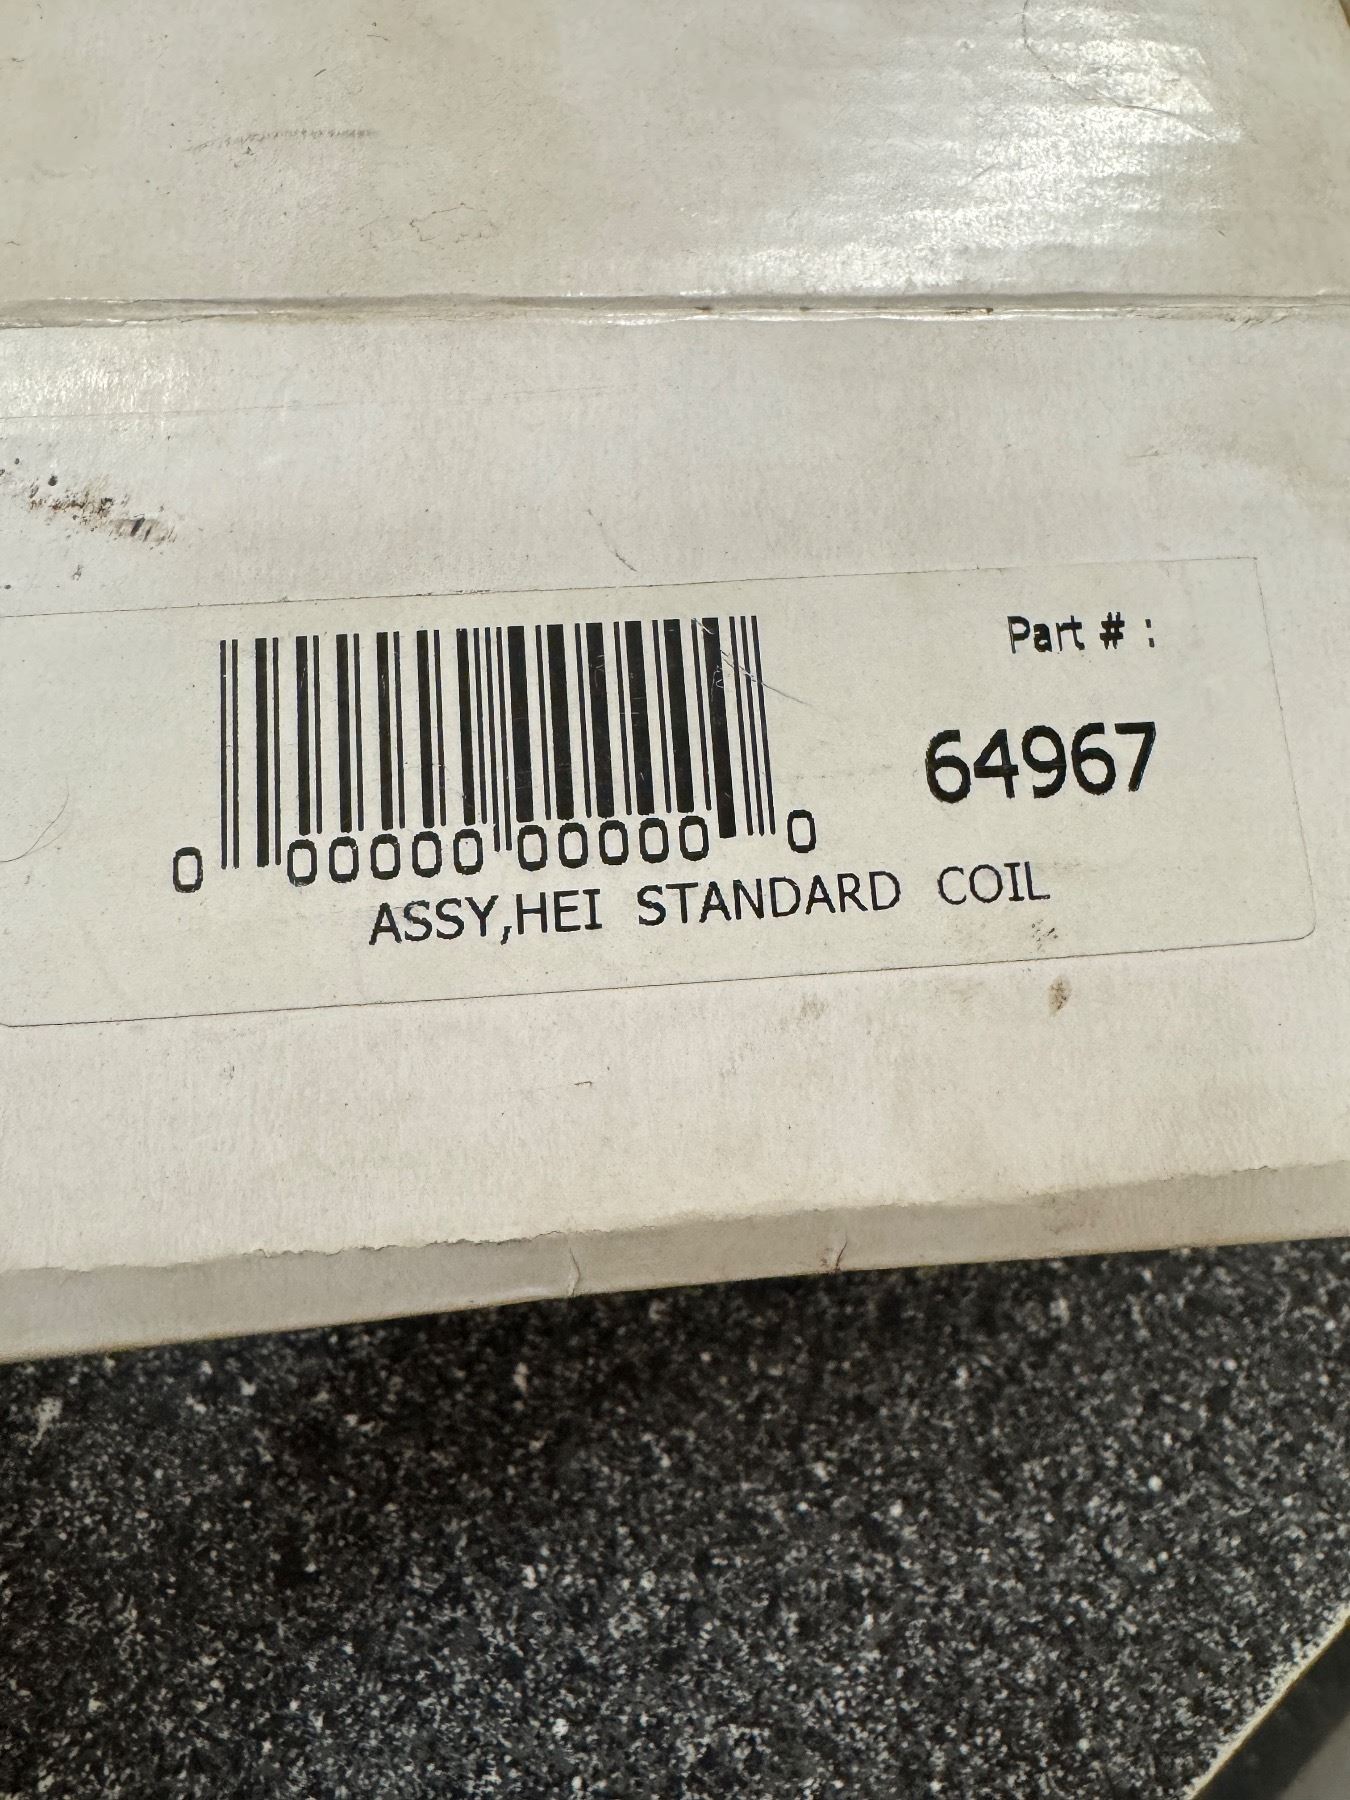 Part # :
64967
0 00000 00000 0
ASSY,HEI STANDARD COIL